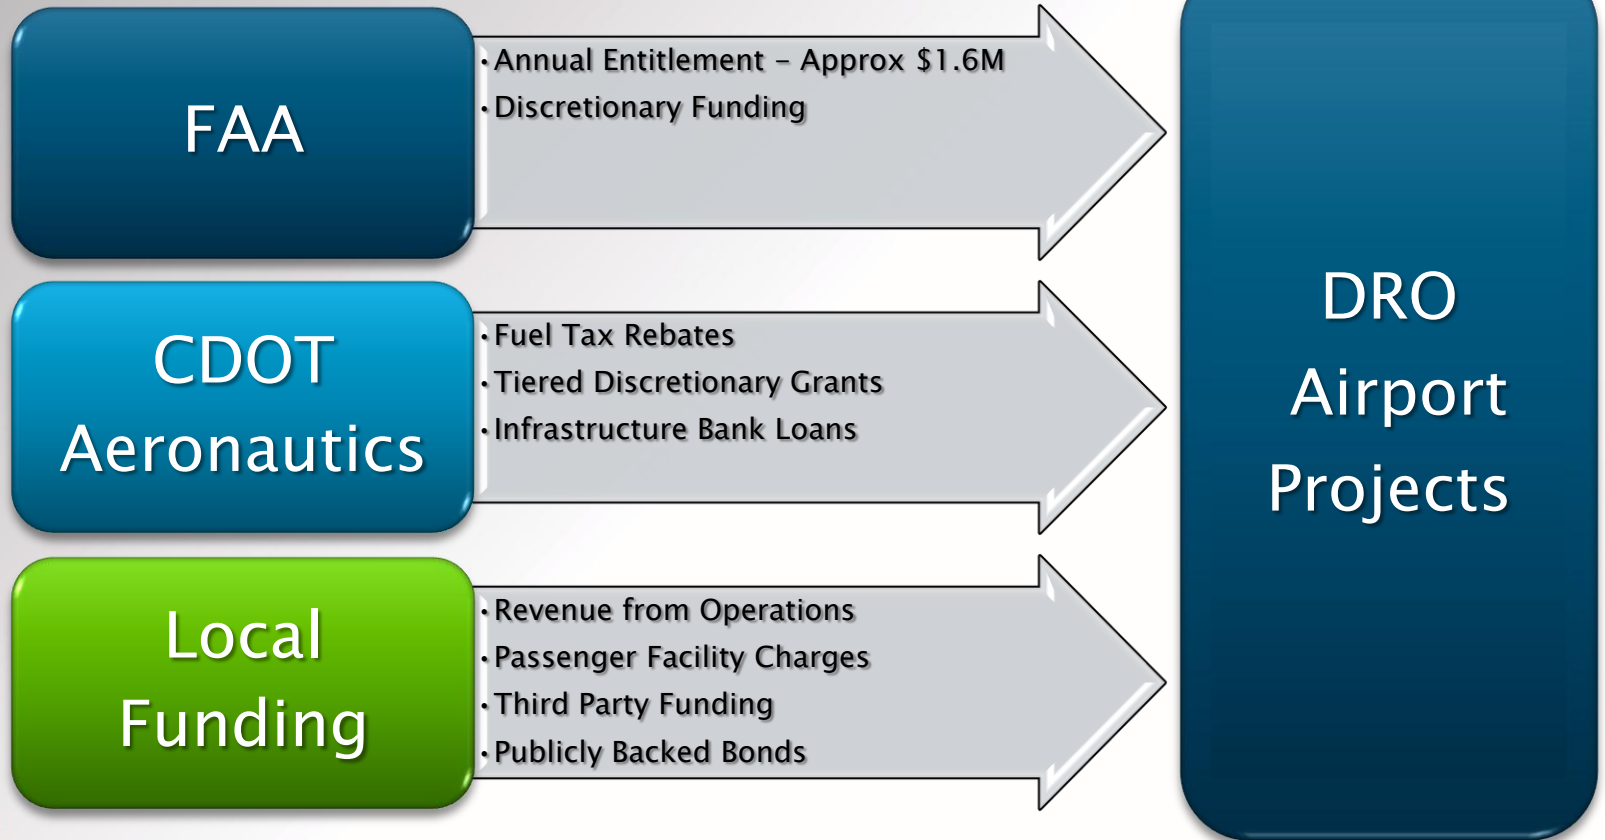 FAA
• Annual Entitlement – Approx $1.6M
• Discretionary Funding
CDOT
Aeronautics
• Fuel Tax Rebates
• Tiered Discretionary Grants
• Infrastructure Bank Loans
Local
Funding
• Revenue from Operations
• Passenger Facility Charges
• Third Party Funding
• Publicly Backed Bonds
DRO
Airport
Projects